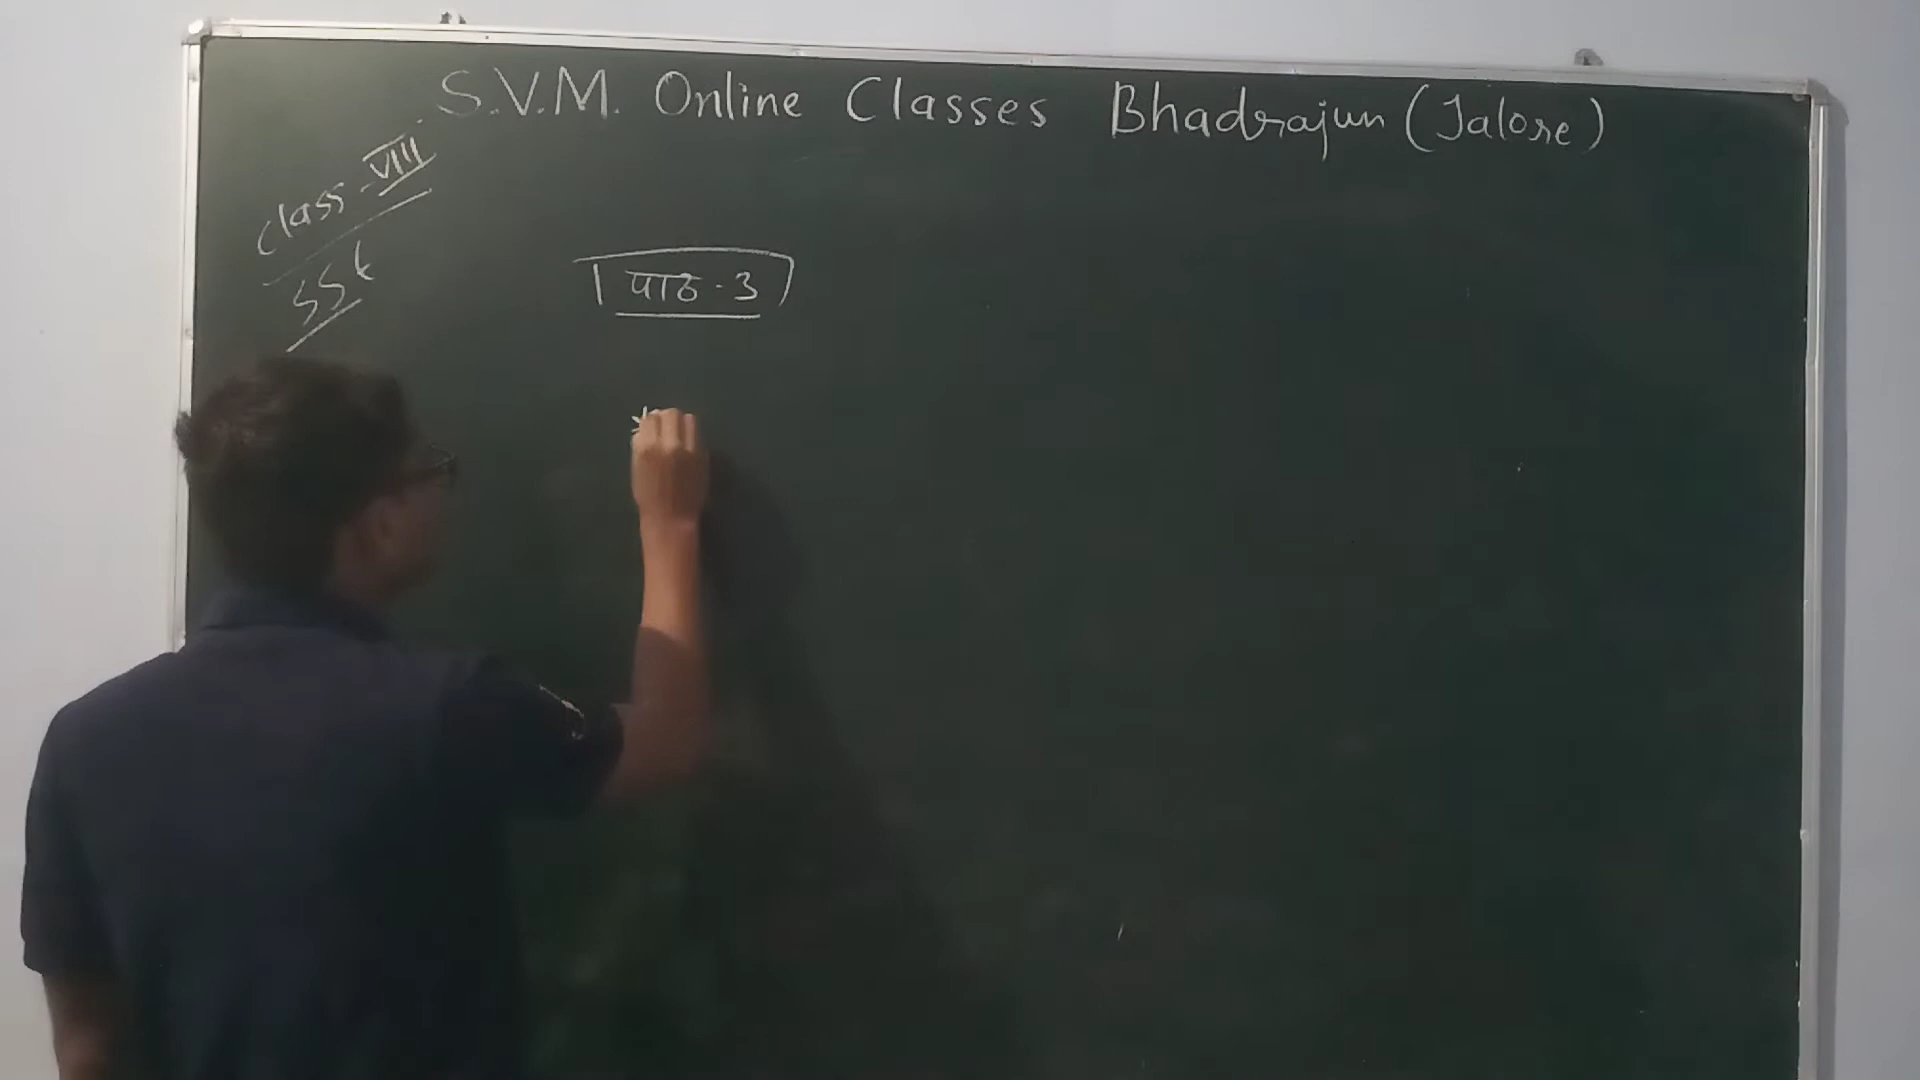 S.V.M. Online Classes Bhadrajun (Jalore)
Class-VIII
SSt
पाठ-3